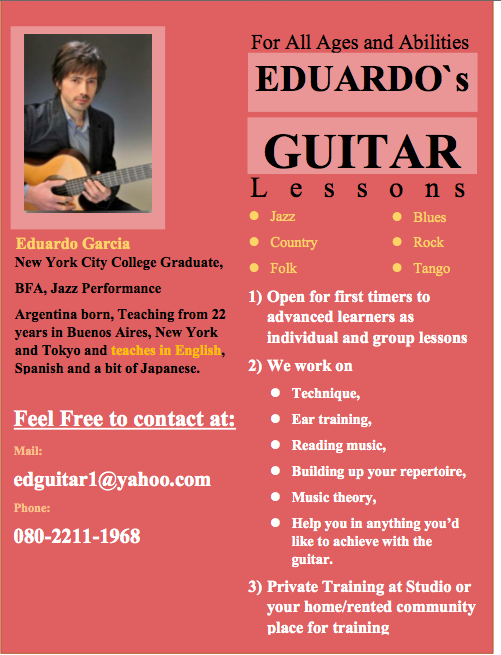 Eduardo Garcia
New York City College Graduate,
BFA, Jazz Performance
Argentina born, Teaching from 22
years in Buenos Aires, New York
and Tokyo and teaches in English,
Spanish and a bit of Japanese.
Feel Free to contact at:
Mail:
edguitar1@yahoo.com
Phone:
080-2211-1968
For All Ages and Abilities
EDUARDO`s
GUITAR
Lessons
● Jazz ● Blues
● Country ● Rock
● Folk ● Tango
1) Open for first timers to
advanced learners as
individual and group lessons
2) We work on
● Technique,
● Ear training,
● Reading music,
● Building up your repertoire,
● Music theory,
● Help you in anything you’d
like to achieve with the
guitar.
3) Private Training at Studio or
your home/rented community
place for training